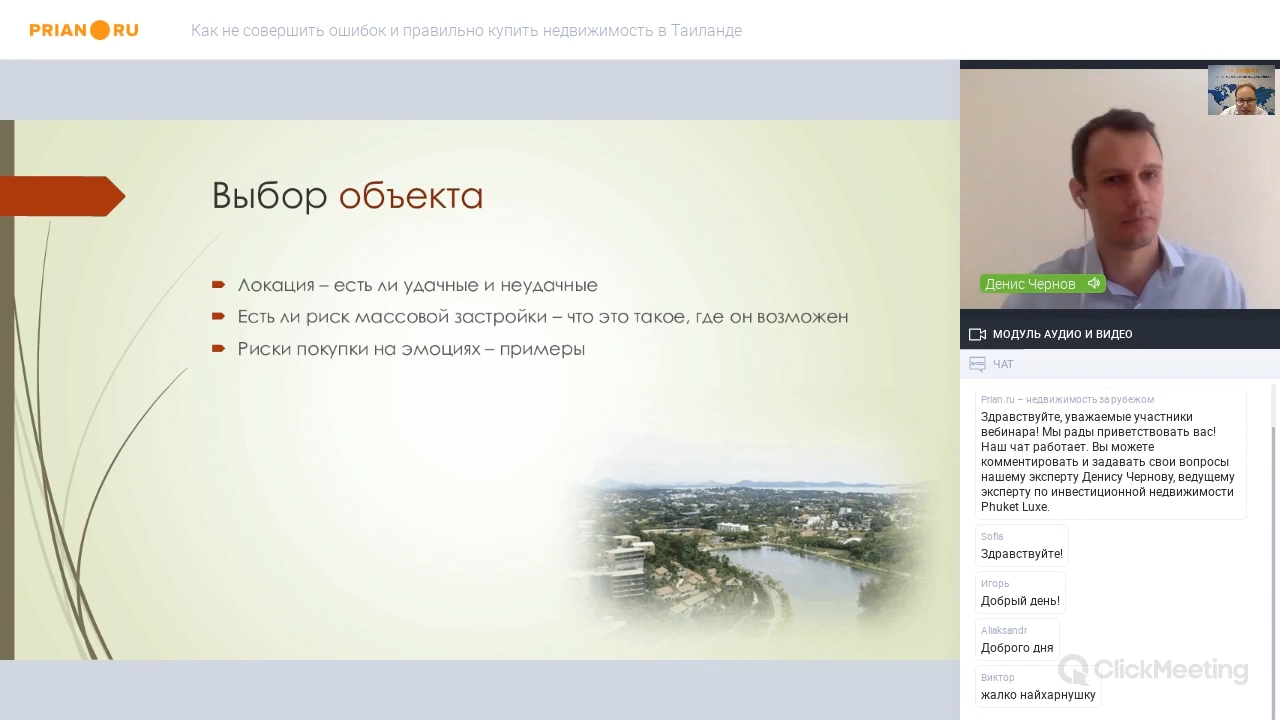 PRIAN RU
Как не совершить ошибок и правильно купить недвижимость в Таиланде
Выбор объекта
Локация – есть ли удачные и неудачные
Есть ли риск массовой застройки – что это такое, где он возможен
Риски покупки на эмоциях – примеры
Денис Чернов
МОДУЛЬ АУДИО И ВИДЕО
ЧАТ
Prian.ru – недвижимость за рубежом
Здравствуйте, уважаемые участники
вебинара! Мы рады приветствовать вас!
Наш чат работает. Вы можете
комментировать и задавать свои вопросы
нашему эксперту Денису Чернову, ведущему
эксперту по инвестиционной недвижимости
Phuket Luxe.
Sofia
Здравствуйте!
Игорь
Добрый день!
Aliaksandr
Доброго дня
Виктор
жалко найхарнушку
ClickMeeting